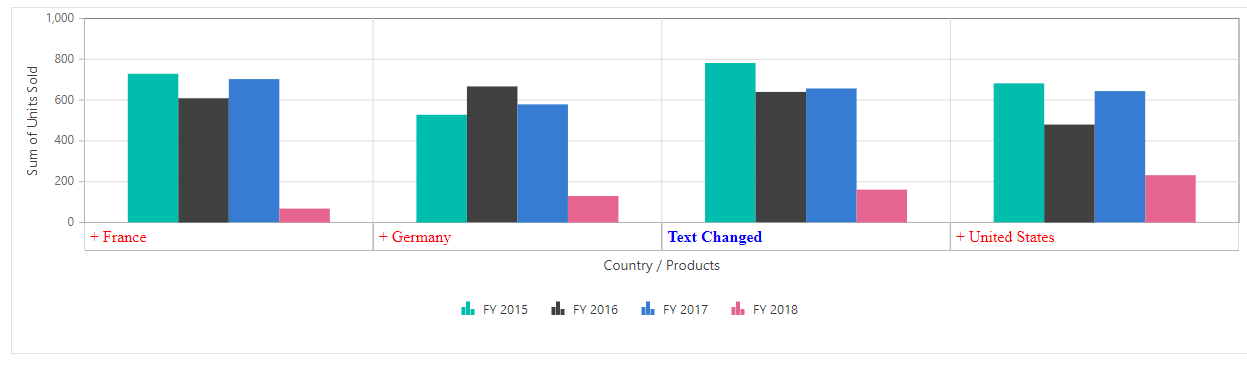 1,000
800
600
400
200
0
Sum of Units Sold
+ France
+ Germany
Text Changed
+ United States
Country / Products
FY 2015 FY 2016 FY 2017 FY 2018